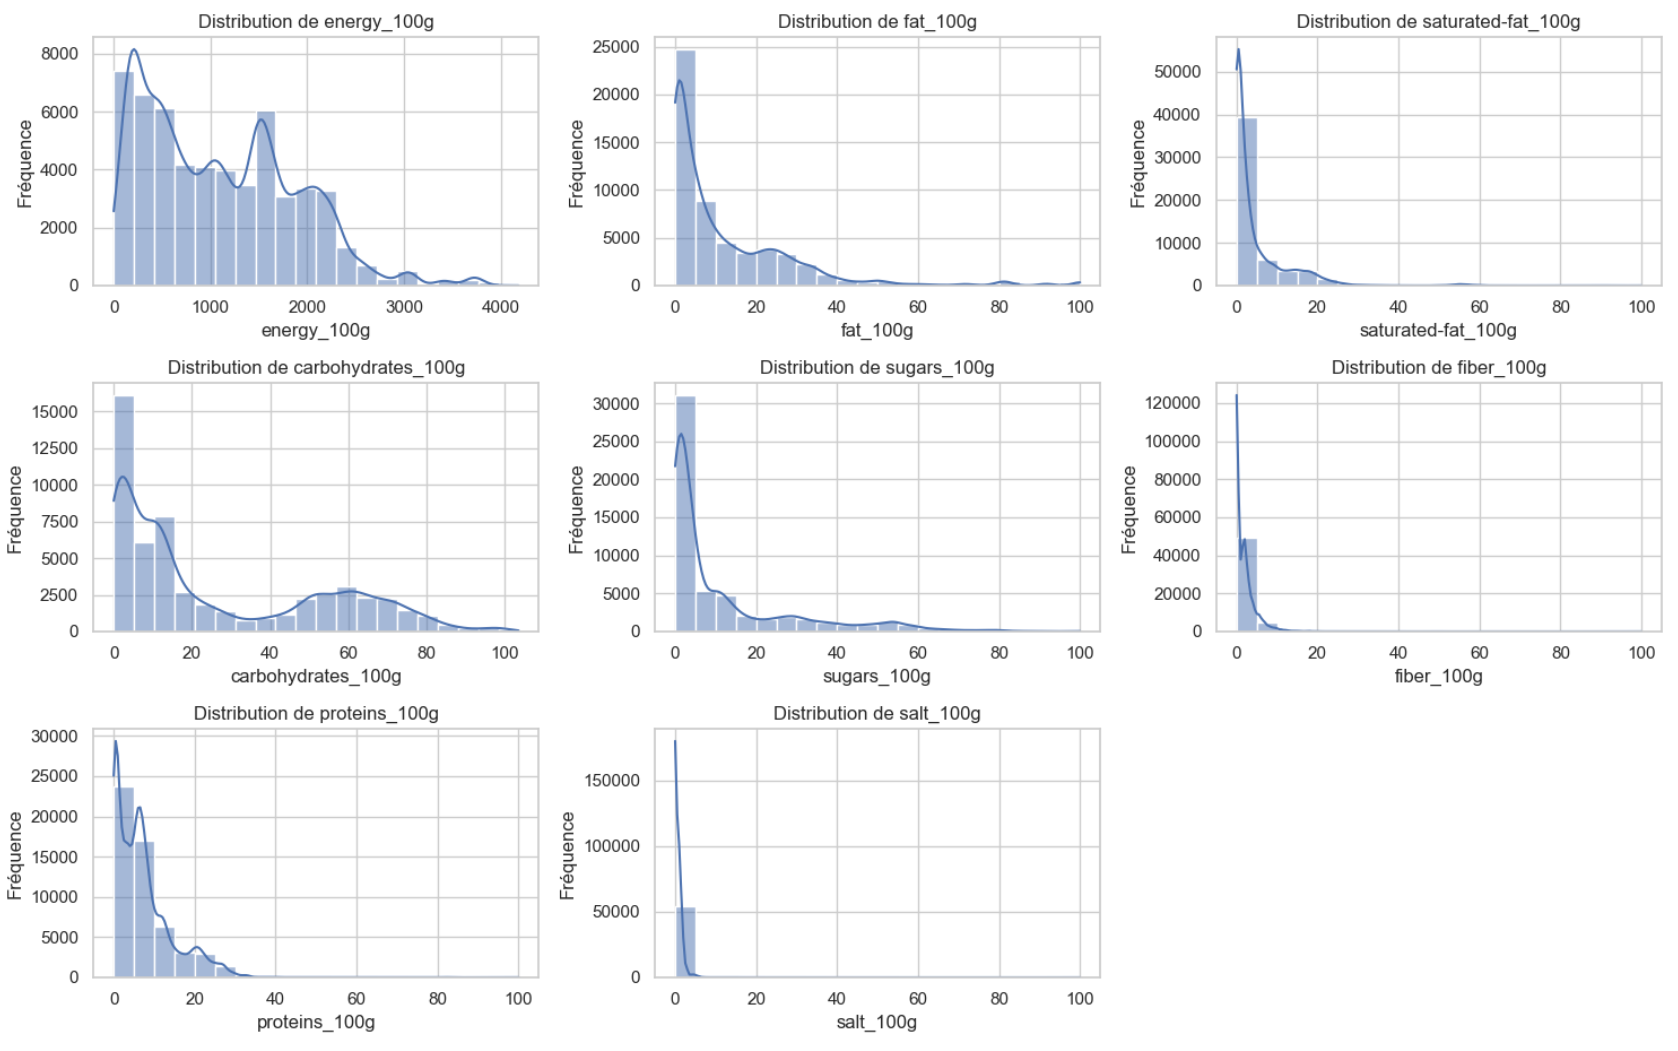 Distribution de energy_100g
Fréquence
8000
6000
4000
2000
0
0 1000 2000 3000 4000
energy_100g
Distribution de fat_100g
Fréquence
25000
20000
15000
10000
5000
0
0 20 40 60 80 100
fat_100g
Distribution de saturated-fat_100g
Fréquence
50000
40000
30000
20000
10000
0
0 20 40 60 80 100
saturated-fat_100g
Distribution de carbohydrates_100g
Fréquence
15000
12500
10000
7500
5000
2500
0
0 20 40 60 80 100
carbohydrates_100g
Distribution de sugars_100g
Fréquence
30000
25000
20000
15000
10000
5000
0
0 20 40 60 80 100
sugars_100g
Distribution de fiber_100g
Fréquence
120000
100000
80000
60000
40000
20000
0
0 20 40 60 80 100
fiber_100g
Distribution de proteins_100g
Fréquence
30000
25000
20000
15000
10000
5000
0
0 20 40 60 80 100
proteins_100g
Distribution de salt_100g
Fréquence
150000
100000
50000
0
0 20 40 60 80 100
salt_100g